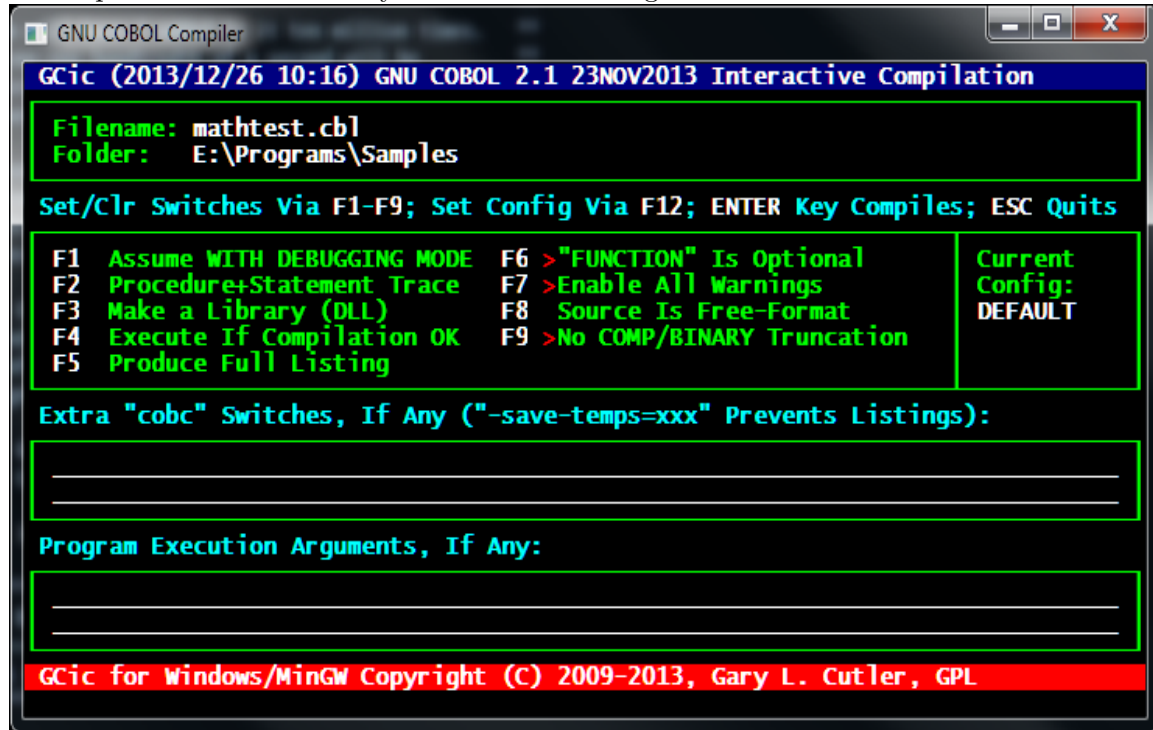 GNU COBOL Compiler
GCic (2013/12/26 10:16) GNU COBOL 2.1 23NOV2013 Interactive Compilation
Filename: mathtest.cbl
Folder: E:\Programs\Samples
Set/Clr Switches Via F1-F9; Set Config Via F12; ENTER Key Compiles; ESC Quits
F1 Assume WITH DEBUGGING MODE F6 >"FUNCTION" Is Optional Current
F2 Procedure+Statement Trace F7 >Enable All Warnings Config:
F3 Make a Library (DLL) F8 Source Is Free-Format DEFAULT
F4 Execute If Compilation OK F9 >No COMP/BINARY Truncation
F5 Produce Full Listing
Extra "cobc" Switches, If Any ("-save-temps=xxx" Prevents Listings):
Program Execution Arguments, If Any:
GCic for Windows/MinGW Copyright (C) 2009-2013, Gary L. Cutler, GPL